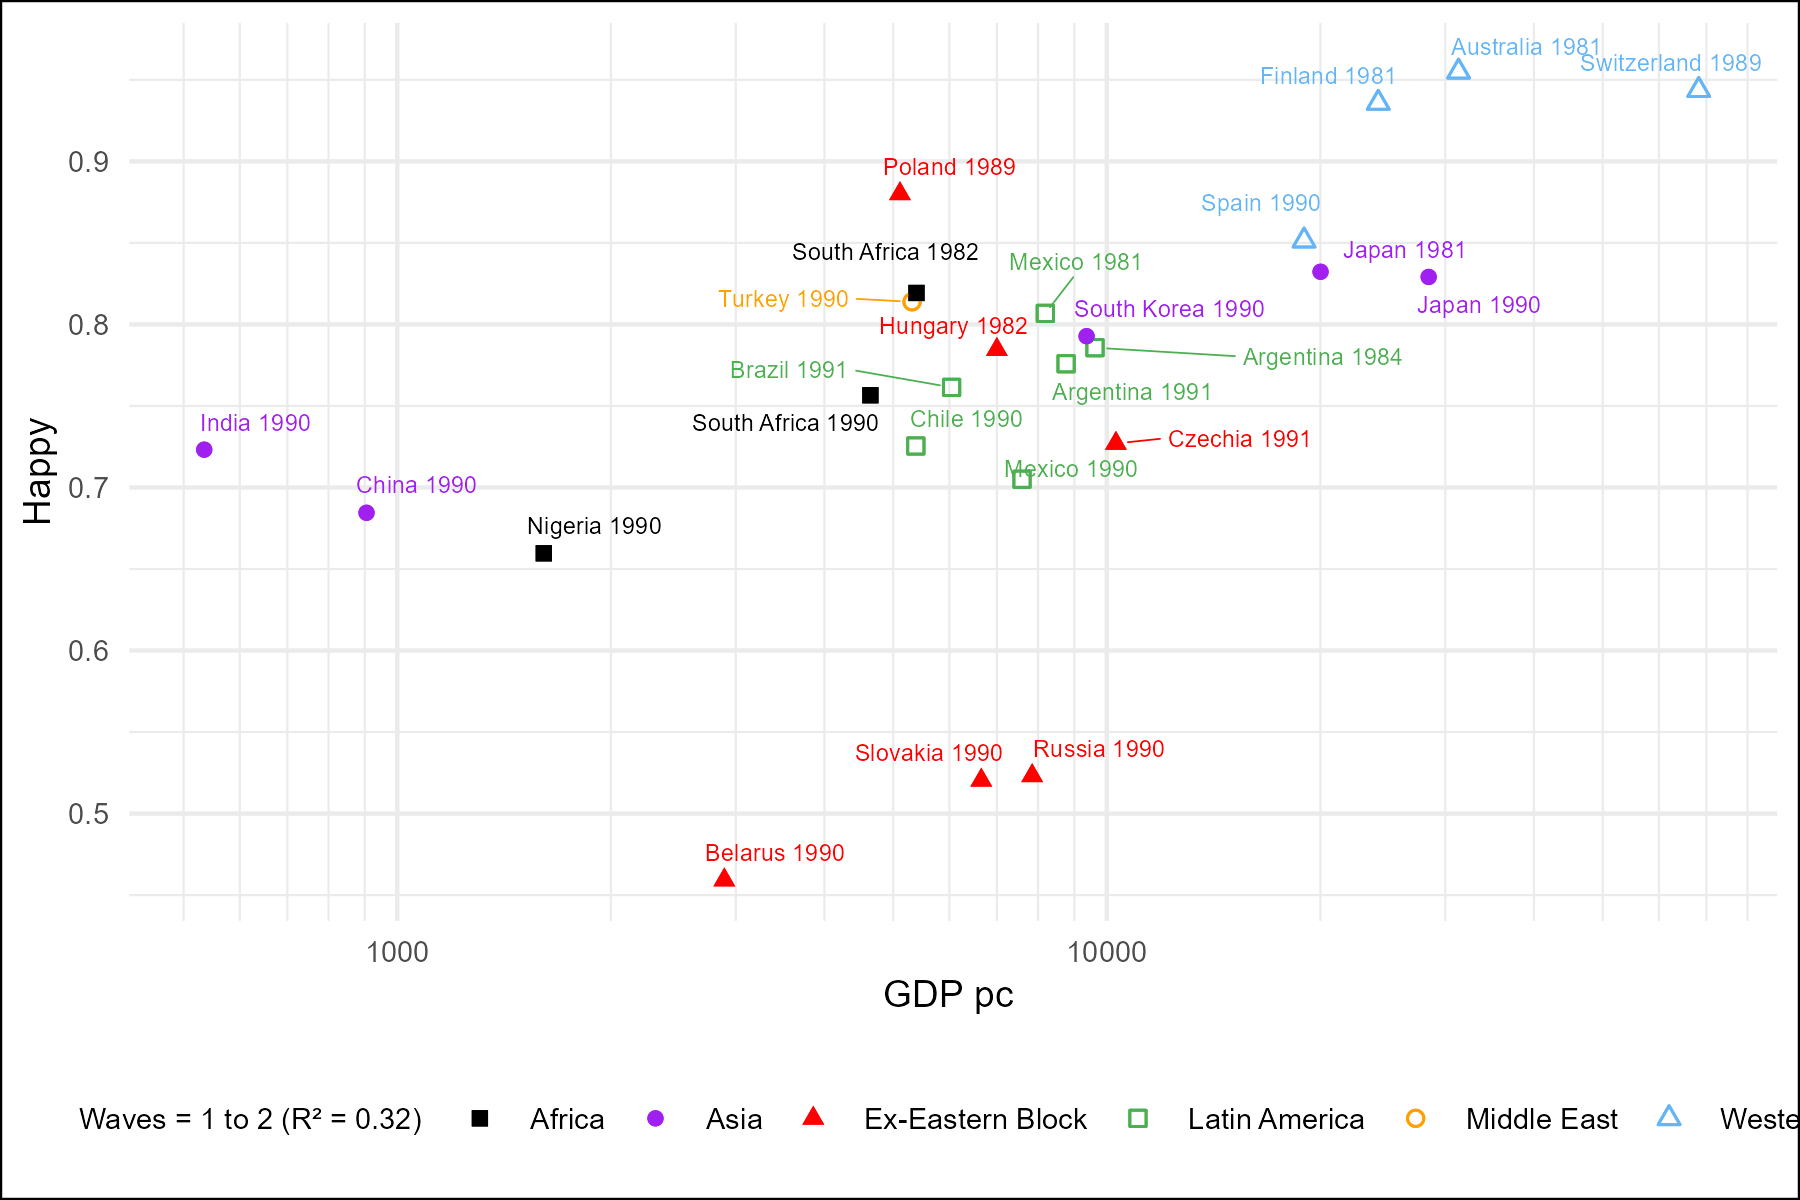 Australia 1981
Switzerland 1989
Finland 1981
0.9
Poland 1989
Spain 1990
South Africa 1982
Japan 1981
Mexico 1981
Turkey 1990
Japan 1990
South Korea 1990
0.8
Hungary 1982
Argentina 1984
Brazil 1991
Argentina 1991
India 1990
South Africa 1990
Chile 1990
Czechia 1991
Happy
Mexico 1990
0.7
China 1990
Nigeria 1990
0.6
Slovakia 1990
Russia 1990
0.5
Belarus 1990
1000
10000
GDP pc
Waves = 1 to 2 (R² = 0.32) Africa Asia Ex-Eastern Block Latin America Middle East Weste